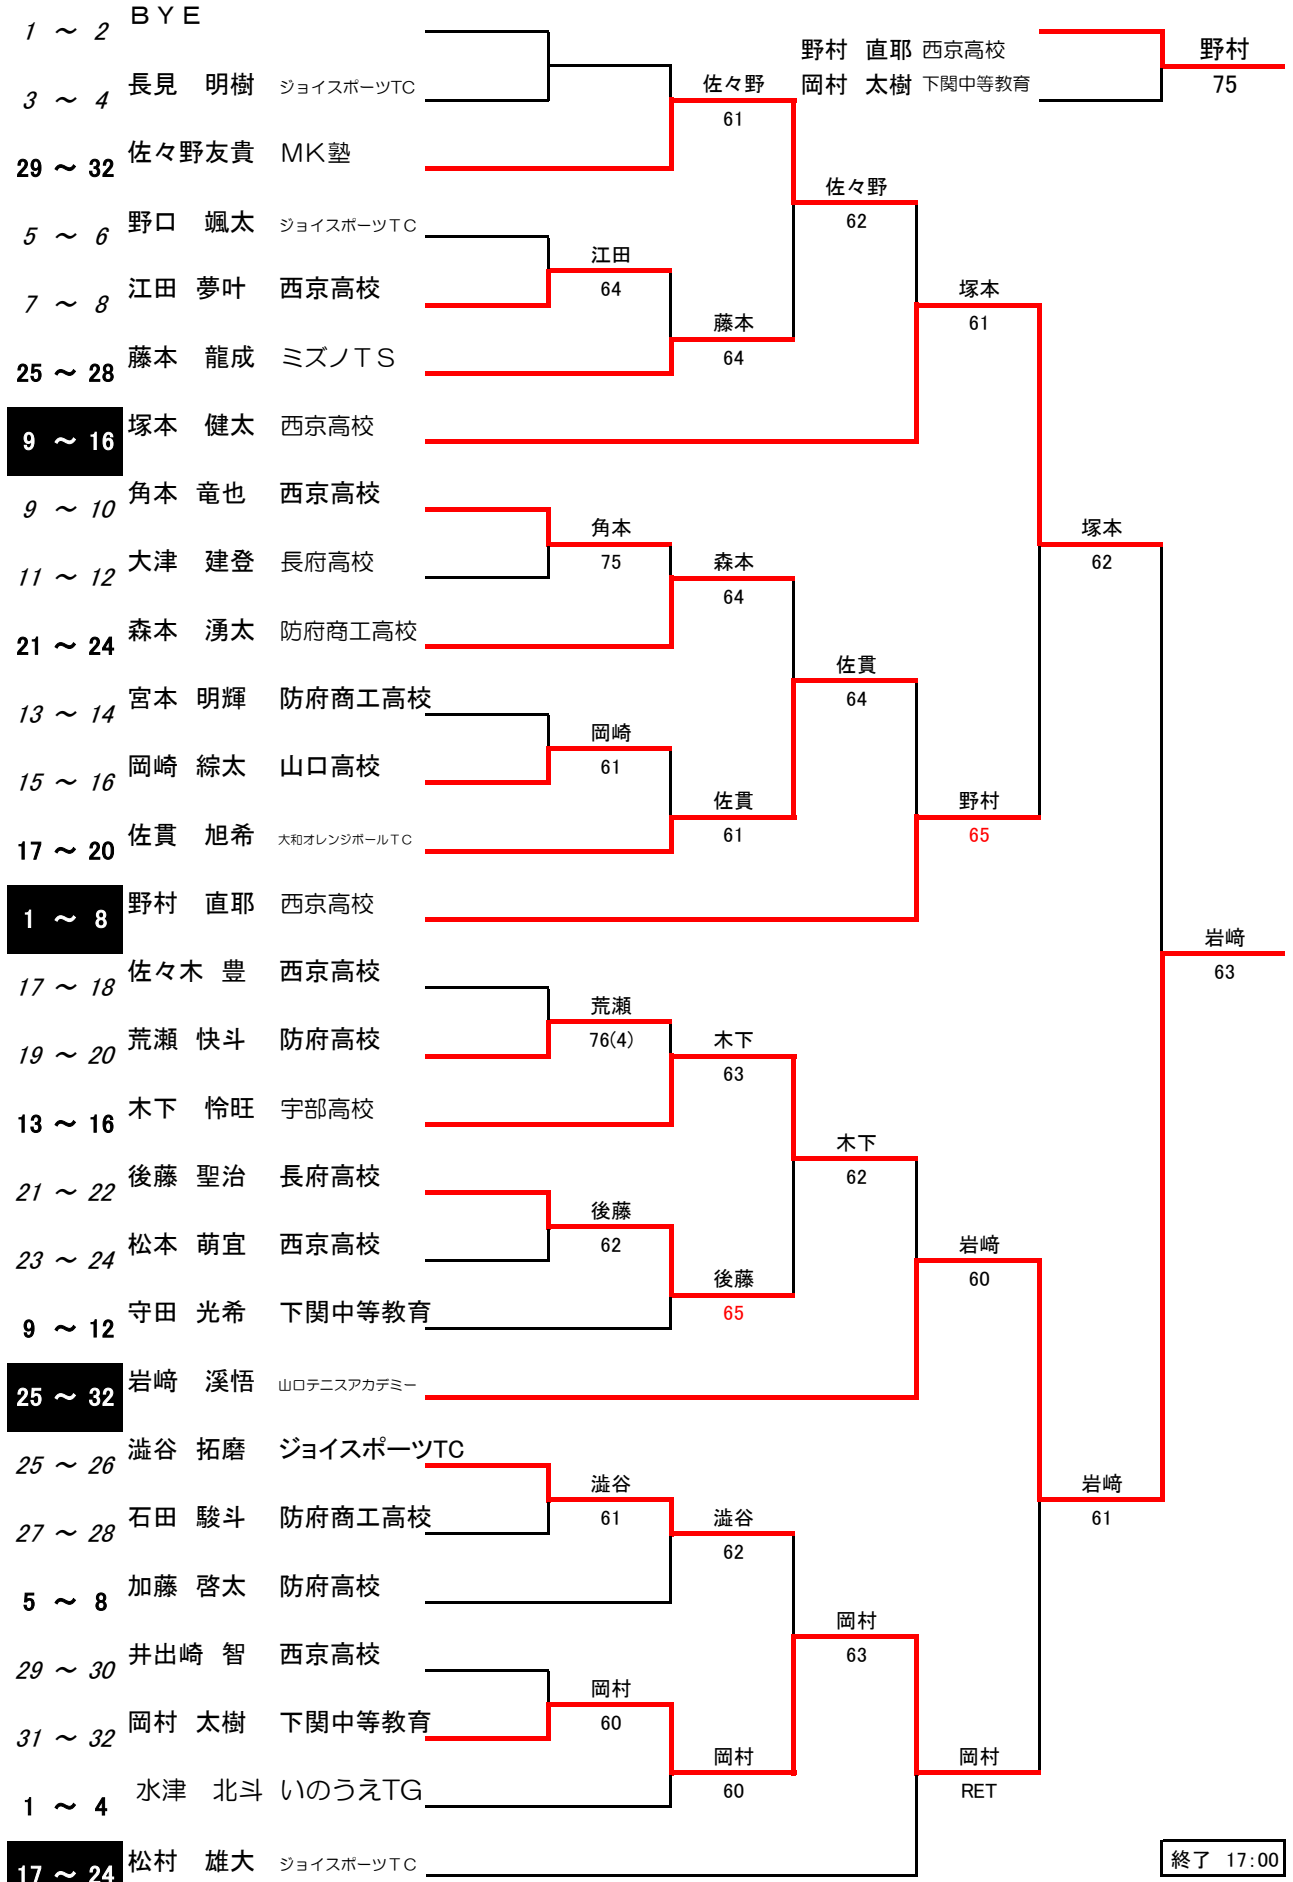 1 ～ 2 ＢＹＥ
野村 直耶 西京高校 野村
3 ～ 4 長見 明樹 ジョイスポーツTC 佐々野 岡村 太樹 下関中等教育 75
61
29 ～ 32 佐々野友貴 MK塾
佐々野
5 ～ 6 野口 颯太 ジョイスポーツＴＣ 62
江田
7 ～ 8 江田 夢叶 西京高校 64 塚本
藤本 61
25 ～ 28 藤本 龍成 ミズノＴＳ 64
9 ～ 16 塚本 健太 西京高校
9 ～ 10 角本 竜也 西京高校
角本 塚本
11 ～ 12 大津 建登 長府高校 75 森本 62
64
21 ～ 24 森本 湧太 防府商工高校
佐貫
13 ～ 14 宮本 明輝 防府商工高校 64
岡崎
15 ～ 16 岡崎 綜太 山口高校 61
佐貫 野村
17 ～ 20 佐貫 旭希 大和オレンジボールＴＣ 61 65
1 ～ 8 野村 直耶 西京高校
岩﨑
17 ～ 18 佐々木 豊 西京高校 63
荒瀬
19 ～ 20 荒瀬 快斗 防府高校 76(4) 木下
63
13 ～ 16 木下 怜旺 宇部高校
木下
21 ～ 22 後藤 聖治 長府高校 62
後藤
23 ～ 24 松本 萌宜 西京高校 62 岩﨑
後藤 60
9 ～ 12 守田 光希 下関中等教育 65
25 ～ 32 岩﨑 溪悟 山口テニスアカデミー
25 ～ 26 澁谷 拓磨 ジョイスポーツTC
澁谷 岩﨑
27 ～ 28 石田 駿斗 防府商工高校 61 澁谷 61
62
5 ～ 8 加藤 啓太 防府高校
岡村
29 ～ 30 井出崎 智 西京高校 63
岡村
31 ～ 32 岡村 太樹 下関中等教育 60
岡村 岡村
1 ～ 4 水津 北斗 いのうえTG 60 RET
17 ～ 24 松村 雄大 ジョイスポーツＴＣ 終了 17:00